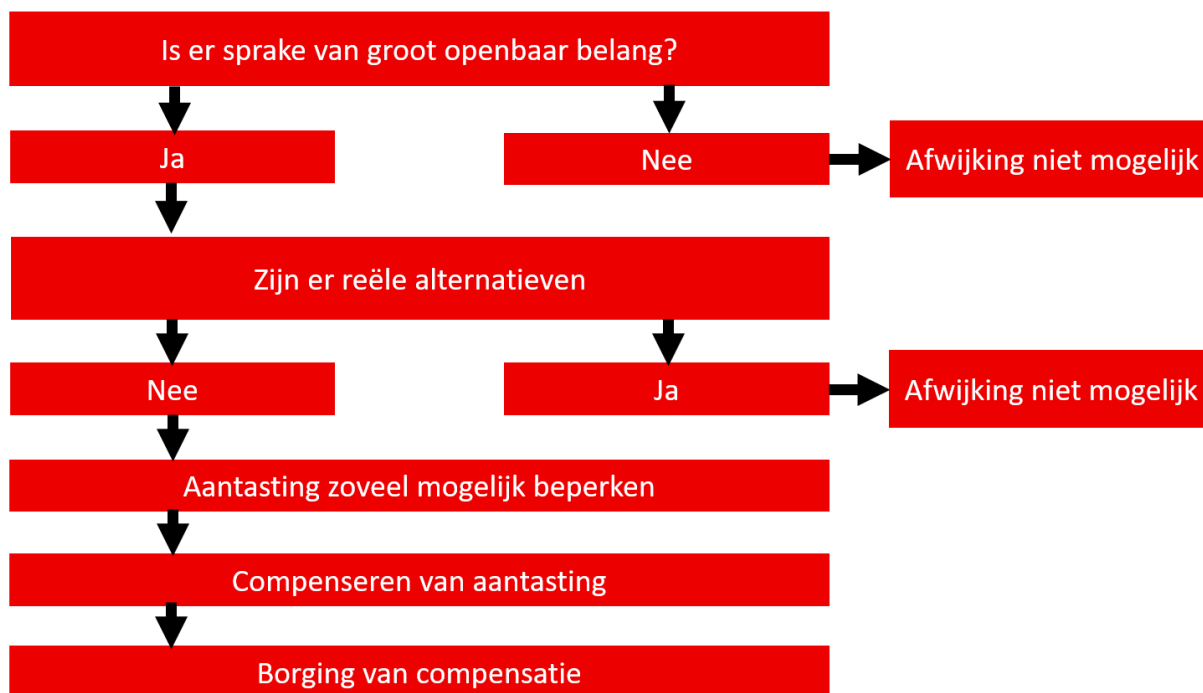 Is er sprake van groot openbaar belang?
Ja
Nee
Afwijking niet mogelijk
Zijn er reële alternatieven
Nee
Ja
Afwijking niet mogelijk
Aantasting zoveel mogelijk beperken
Compenseren van aantasting
Borging van compensatie